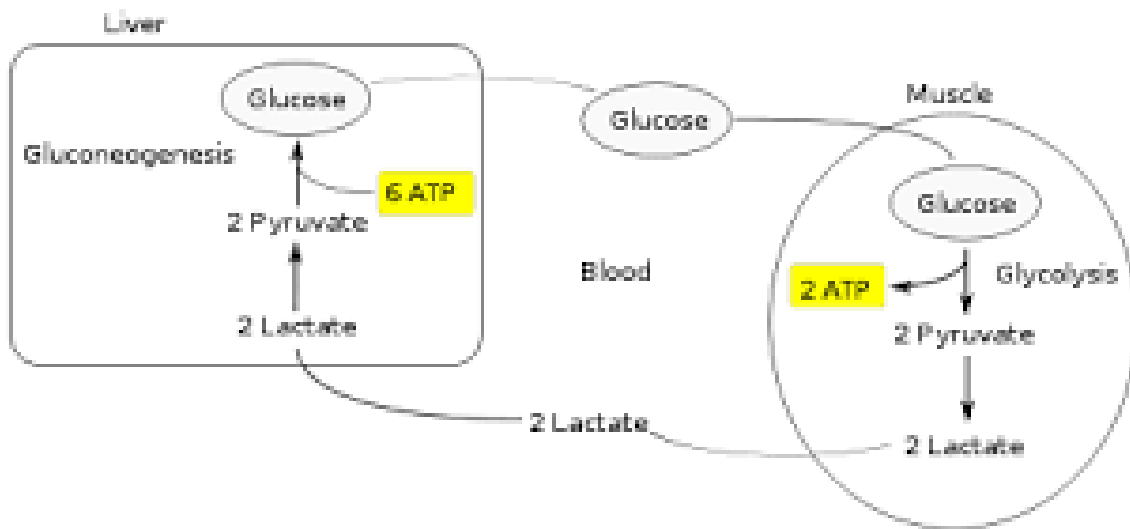 Liver
Glucose
Gluconeogenesis
6 ATP
2 Pyruvate
2 Lactate
Glucose
Blood
2 Lactate
Muscle
Glucose
Glycolysis
2 ATP
2 Pyruvate
2 Lactate